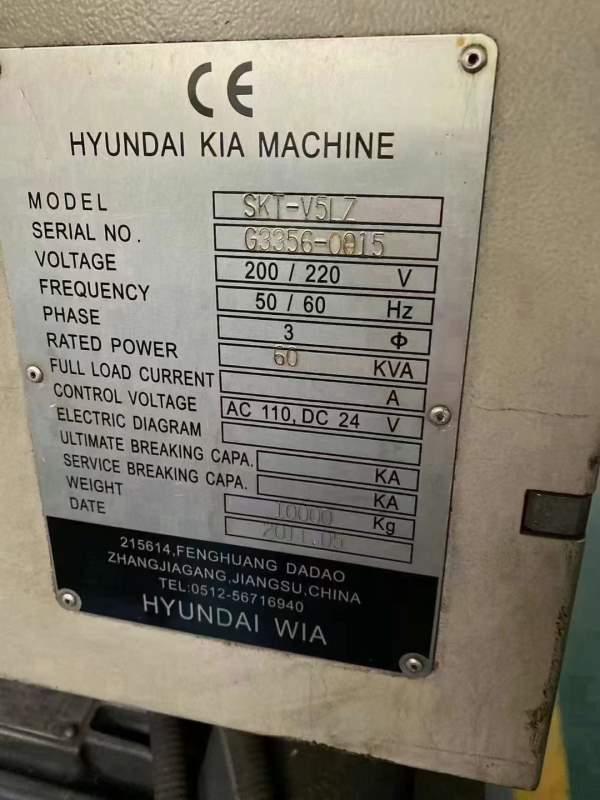 CE
HYUNDAI KIA MACHINE
MODEL SKT-V5LZ
SERIAL NO. G3356-0015
VOLTAGE 200 / 220 V
FREQUENCY 50 / 60 Hz
PHASE 3 Φ
RATED POWER 60 KVA
FULL LOAD CURRENT A
CONTROL VOLTAGE AC 110, DC 24 V
ELECTRIC DIAGRAM
ULTIMATE BREAKING CAPA. KA
SERVICE BREAKING CAPA. KA
WEIGHT 10000 Kg
DATE 2011.05
215614,FENGHUANG DADAO
ZHANGJIAGANG,JIANGSU,CHINA
TEL:0512-56716940
HYUNDAI WIA